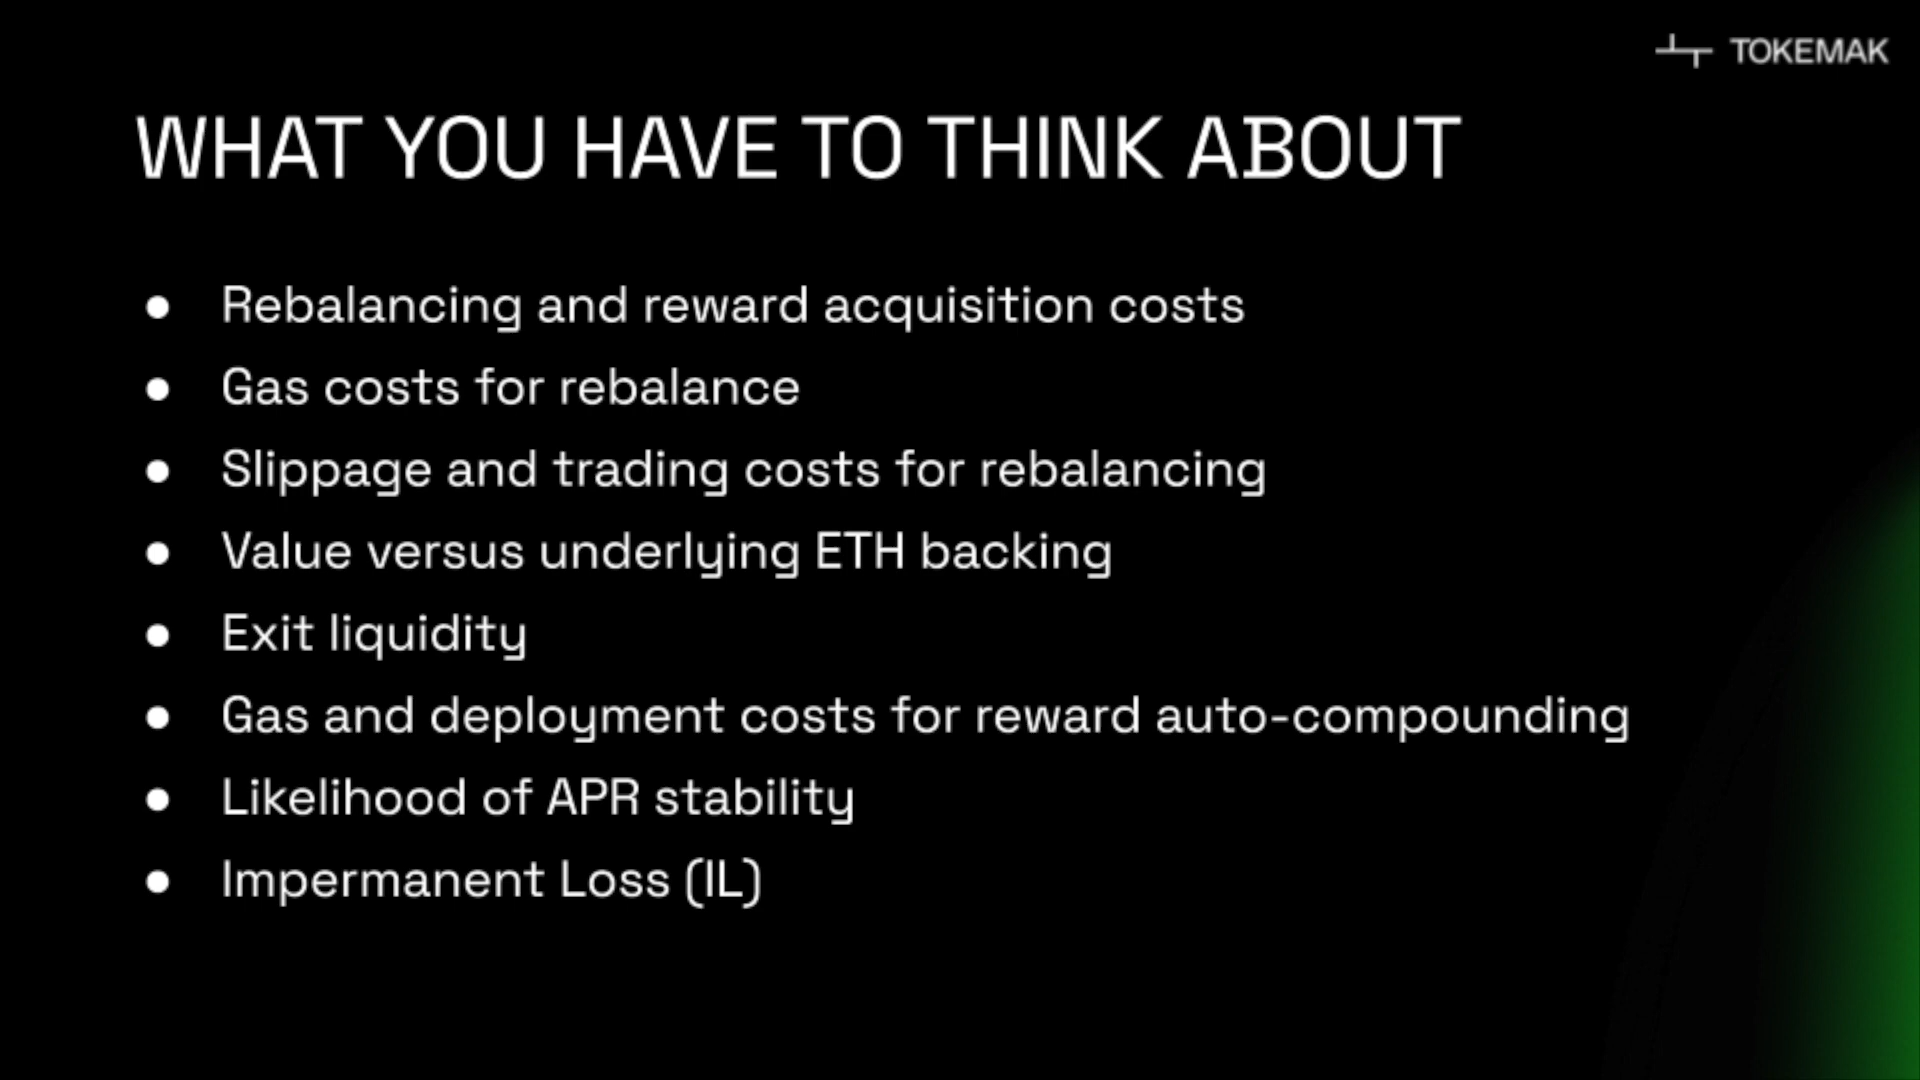 TOKEMAK
WHAT YOU HAVE TO THINK ABOUT
● Rebalancing and reward acquisition costs
● Gas costs for rebalance
● Slippage and trading costs for rebalancing
● Value versus underlying ETH backing
● Exit liquidity
● Gas and deployment costs for reward auto-compounding
● Likelihood of APR stability
● Impermanent Loss (IL)